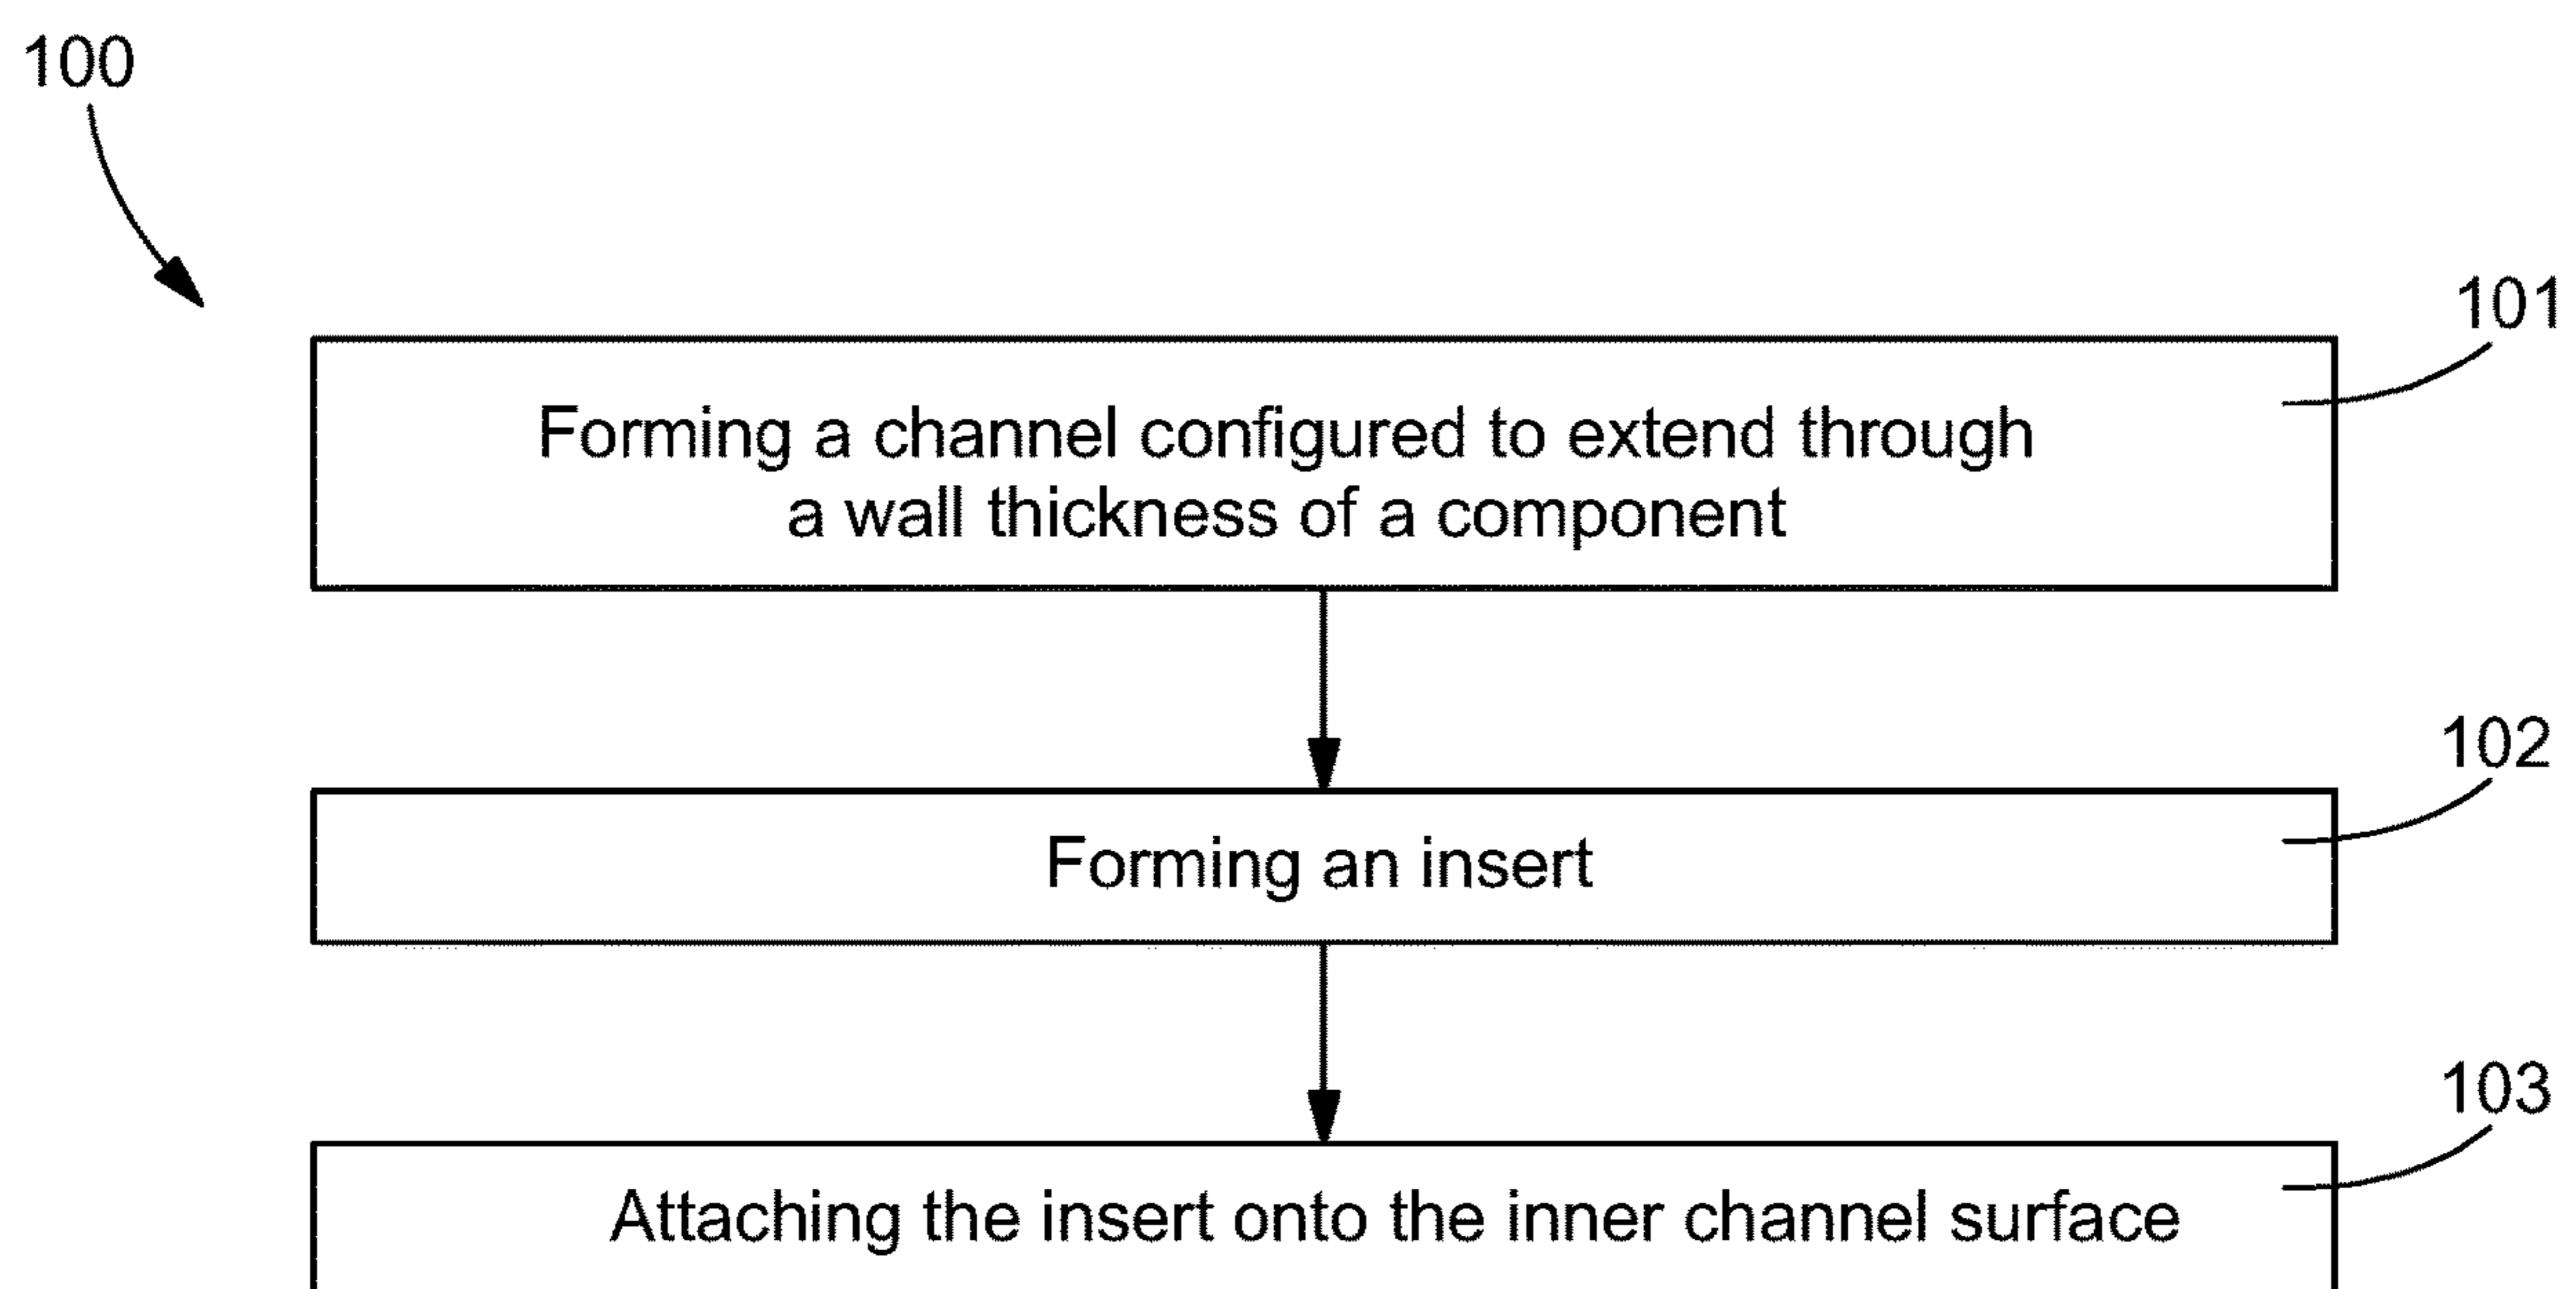 100
101
Forming a channel configured to extend through
a wall thickness of a component
102
Forming an insert
103
Attaching the insert onto the inner channel surface